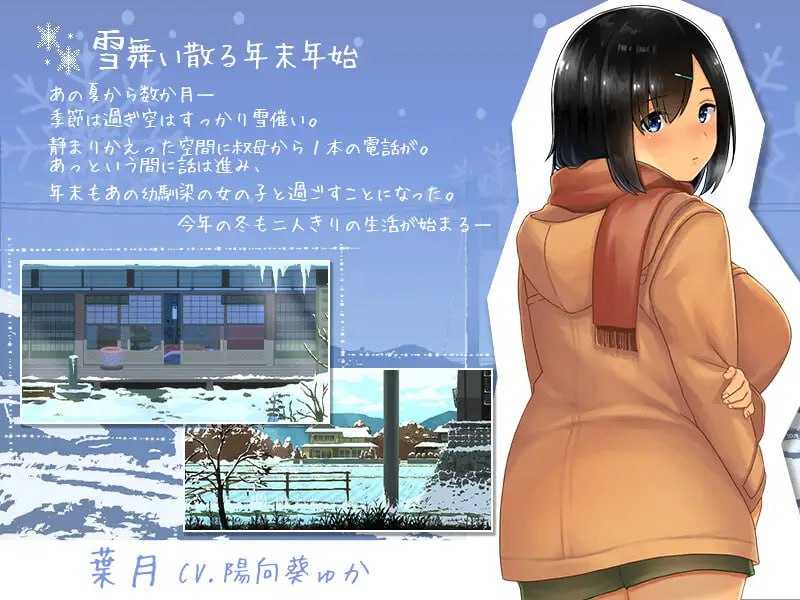 雪舞い散る年末年始
あの夏から数か月―
季節は過ぎ空はすっかり雪催い。
静まりかえった空間に叔母から1本の電話が。
あっという間に話は進み、
年末もあの幼馴染の女の子と過ごすことになった。
今年の冬も二人きりの生活が始まる―
葉月 CV.陽向葵ゅか